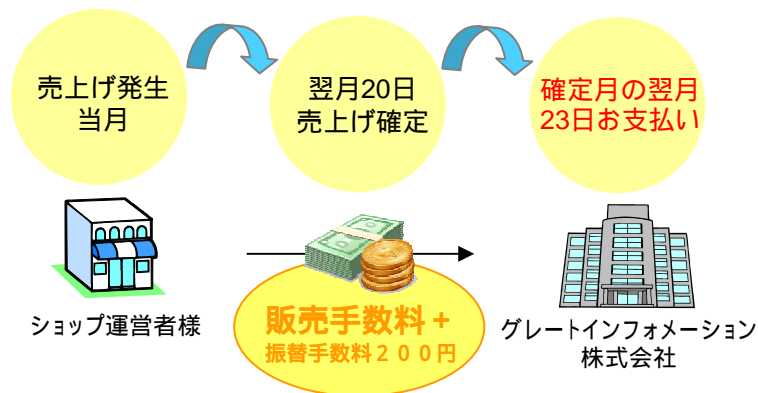 売上げ発生
当月
翌月20日
売上げ確定
確定月の翌月
23日お支払い
ショップ運営者様
販売手数料+
振替手数料200円
グレートインフォメーション
株式会社